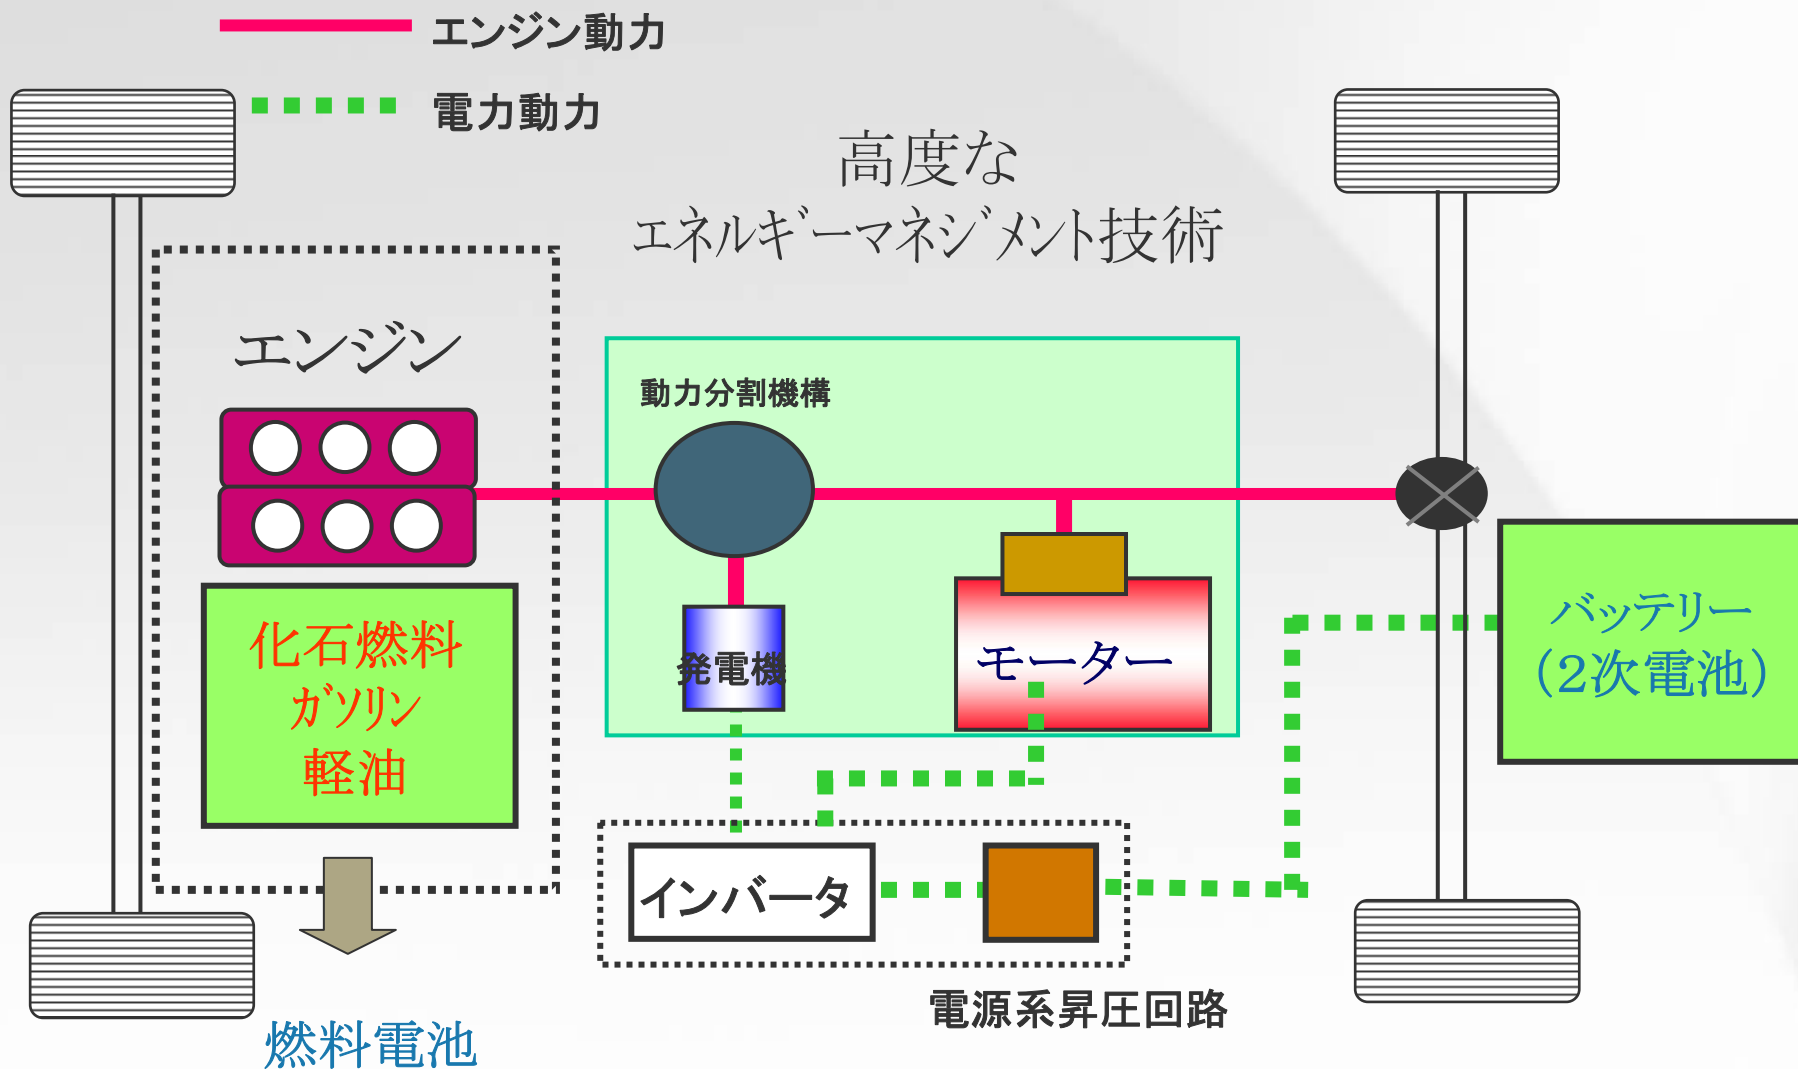 エンジン動力
電力動力
高度な
エネルギーマネジメント技術
エンジン
動力分割機構
化石燃料
ガソリン
軽油
発電機
モーター
バッテリー
(2次電池)
インバータ
電源系昇圧回路
燃料電池